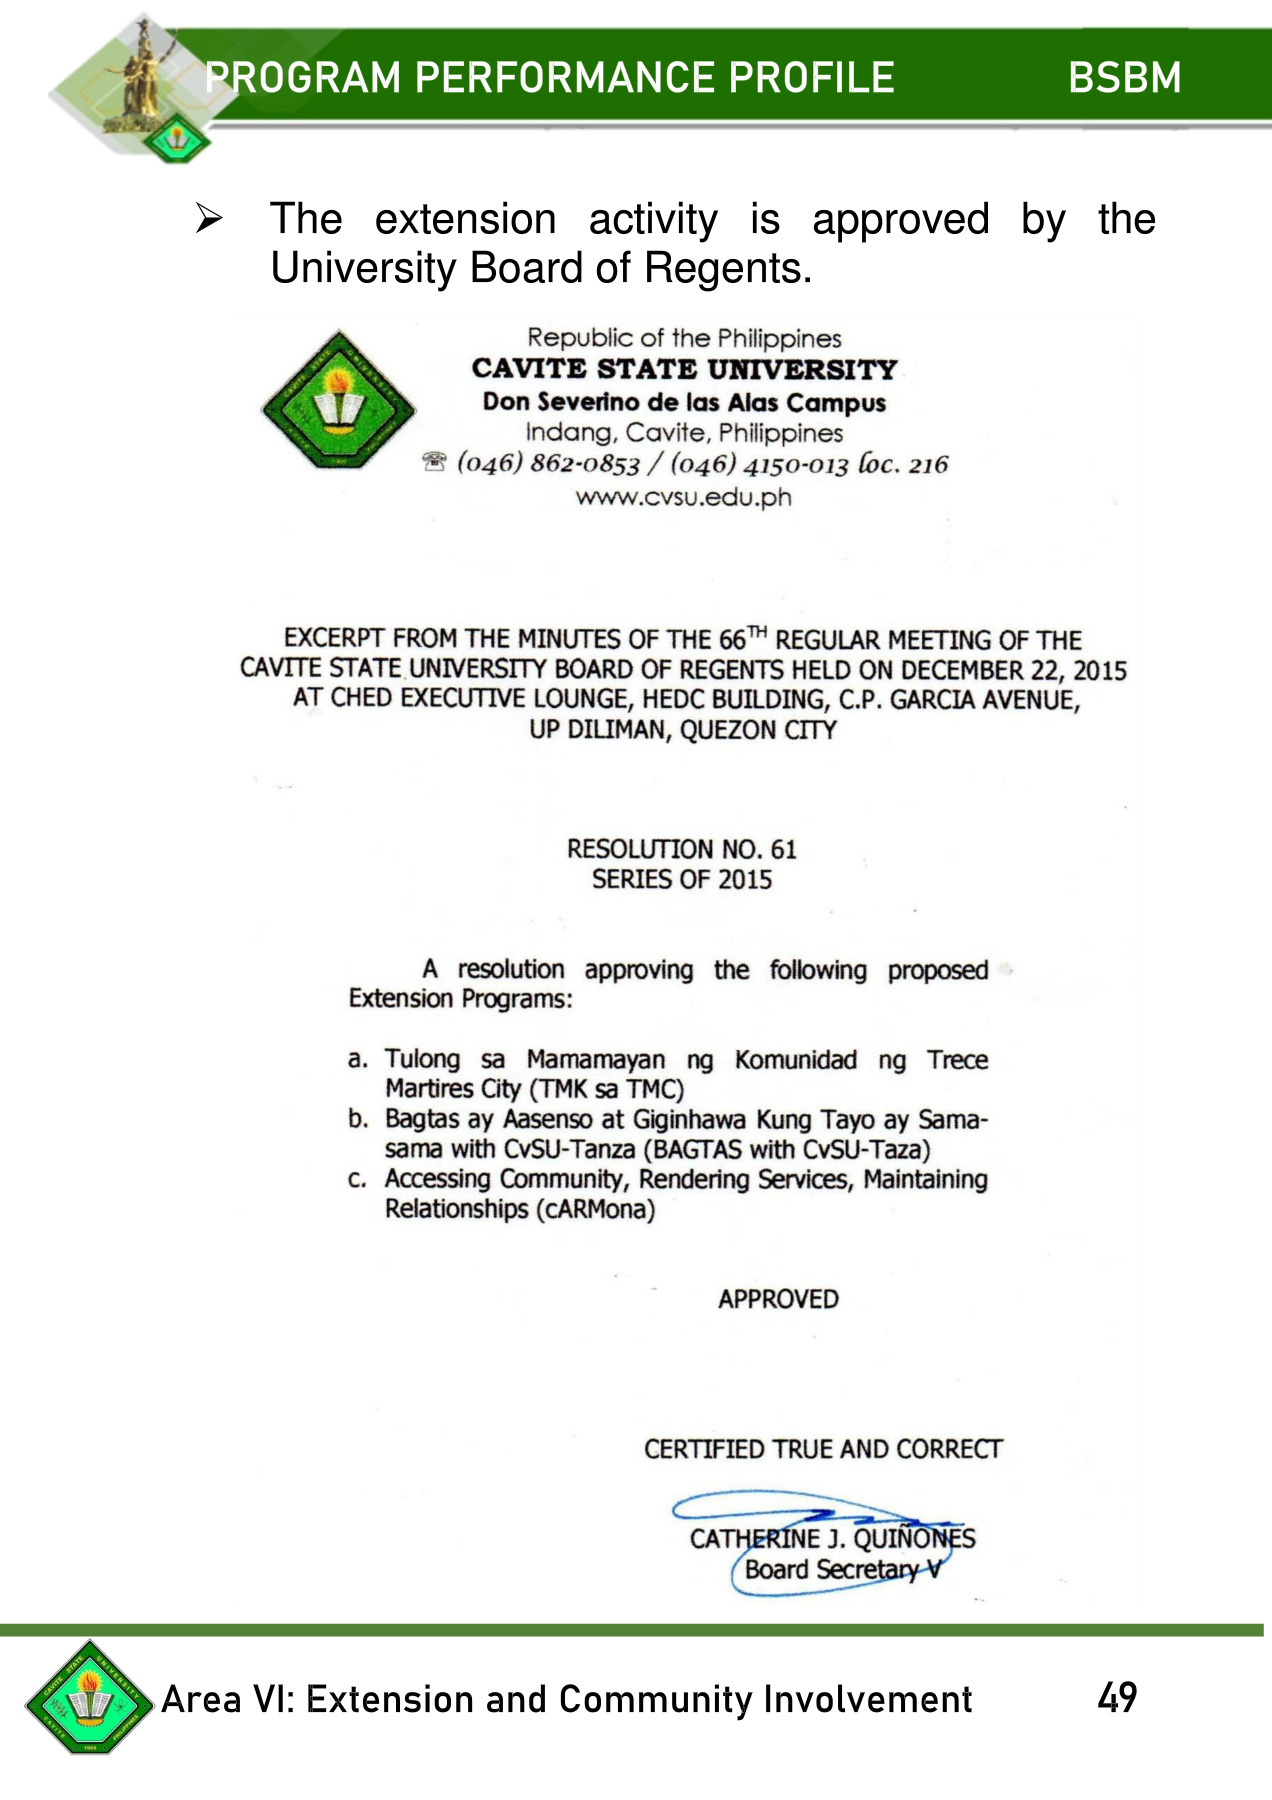 PROGRAM PERFORMANCE PROFILE BSBM
➢ The extension activity is approved by the
University Board of Regents.
Republic of the Philippines
CAVITE STATE UNIVERSITY
Don Severino de las Alas Campus
Indang, Cavite, Philippines
☎ (046) 862-0853 / (046) 4150-013 loc. 216
www.cvsu.edu.ph
EXCERPT FROM THE MINUTES OF THE 66TH REGULAR MEETING OF THE
CAVITE STATE UNIVERSITY BOARD OF REGENTS HELD ON DECEMBER 22, 2015
AT CHED EXECUTIVE LOUNGE, HEDC BUILDING, C.P. GARCIA AVENUE,
UP DILIMAN, QUEZON CITY
RESOLUTION NO. 61
SERIES OF 2015
A resolution approving the following proposed
Extension Programs:
a. Tulong sa Mamamayan ng Komunidad ng Trece
Martires City (TMK sa TMC)
b. Bagtas ay Aasenso at Giginhawa Kung Tayo ay Sama-
sama with CvSU-Tanza (BAGTAS with CvSU-Taza)
c. Accessing Community, Rendering Services, Maintaining
Relationships (cARMona)
APPROVED
CERTIFIED TRUE AND CORRECT
CATHERINE J. QUIÑONES
Board Secretary V
CAVITE STATE UNIVERSITY
CAVITE PHILIPPINES
1906
Area VI: Extension and Community Involvement 49